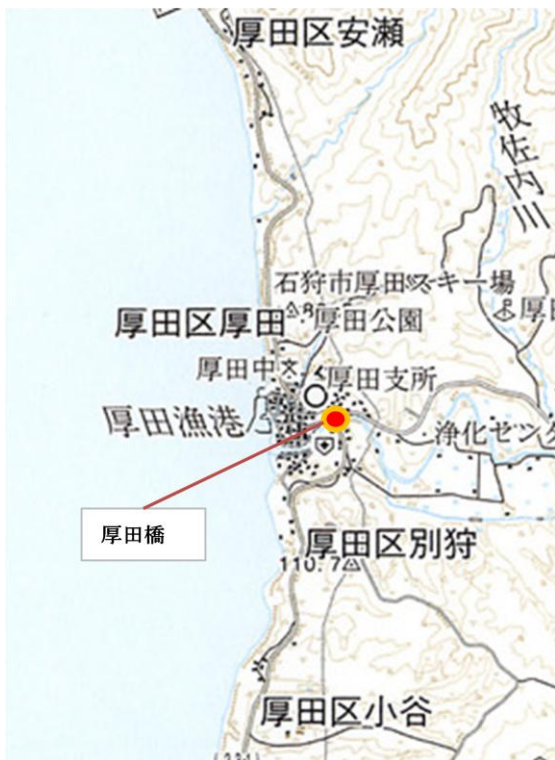 厚田区安瀬
牧佐内川
石狩市厚田スキー場
厚田公園
厚田
厚田区厚田
厚田中
厚田支所
厚田漁港
浄化センタ
厚田橋
厚田区別狩
110.7
厚田区小谷
(231)